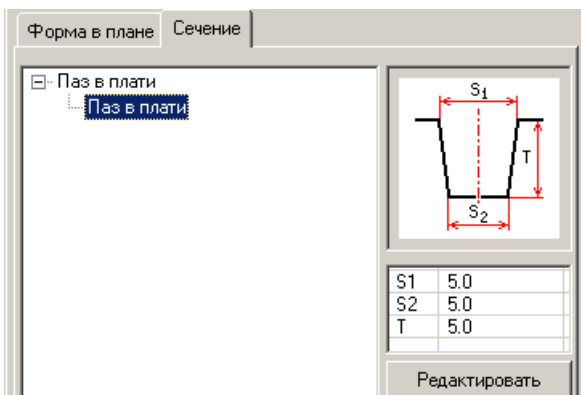 Форма в плане Сечение
Паз в плати
Паз в плати
S1
T
S2
S1 5.0
S2 5.0
T 5.0
Редактировать